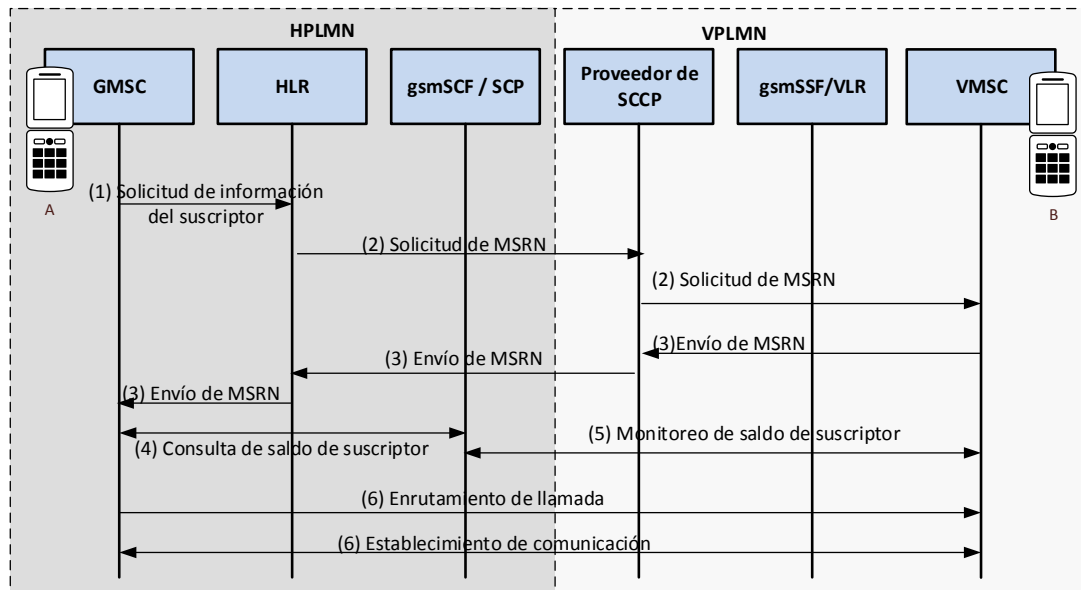 HPLMN
VPLMN
GMSC
HLR
gsmSCF / SCP
Proveedor de
SCCP
gsmSSF/VLR
VMSC
A
B
(1) Solicitud de información
del suscriptor
(2) Solicitud de MSRN
(2) Solicitud de MSRN
(3)Envío de MSRN
(3) Envío de MSRN
(3) Envío de MSRN
(4) Consulta de saldo de suscriptor
(5) Monitoreo de saldo de suscriptor
(6) Enrutamiento de llamada
(6) Establecimiento de comunicación